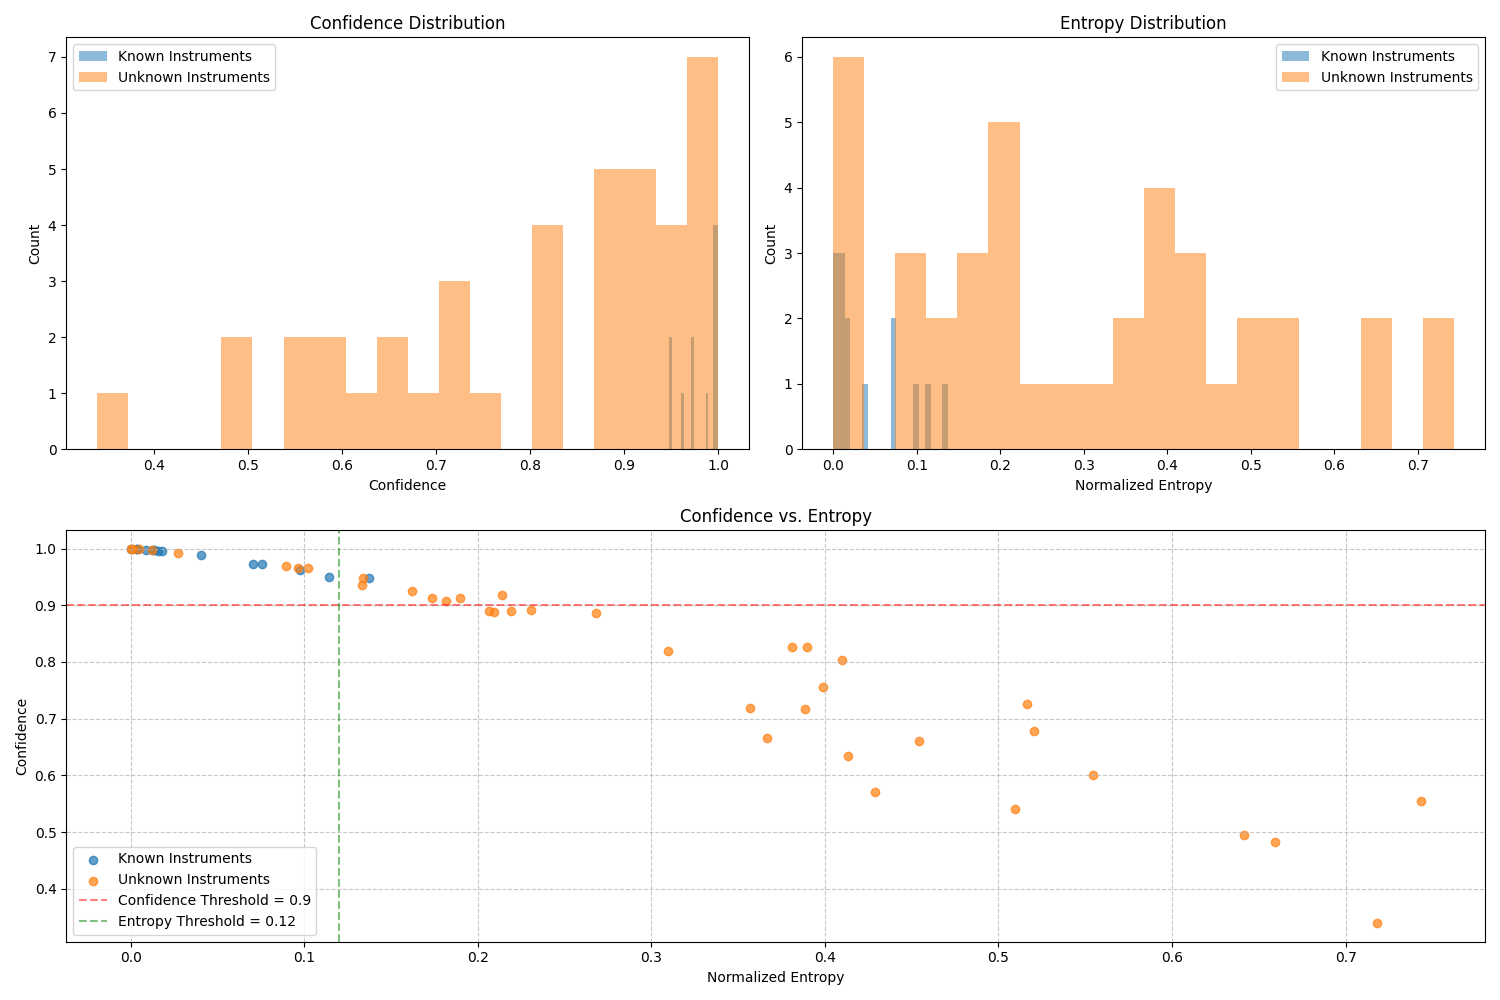 Confidence Distribution
Known Instruments
Unknown Instruments
Count
7
6
5
4
3
2
1
0
0.4 0.5 0.6 0.7 0.8 0.9 1.0
Confidence
Entropy Distribution
Known Instruments
Unknown Instruments
Count
6
5
4
3
2
1
0
0.0 0.1 0.2 0.3 0.4 0.5 0.6 0.7
Normalized Entropy
Confidence vs. Entropy
Confidence
1.0
0.9
0.8
0.7
0.6
0.5
0.4
Known Instruments
Unknown Instruments
Confidence Threshold = 0.9
Entropy Threshold = 0.12
0.0 0.1 0.2 0.3 0.4 0.5 0.6 0.7
Normalized Entropy